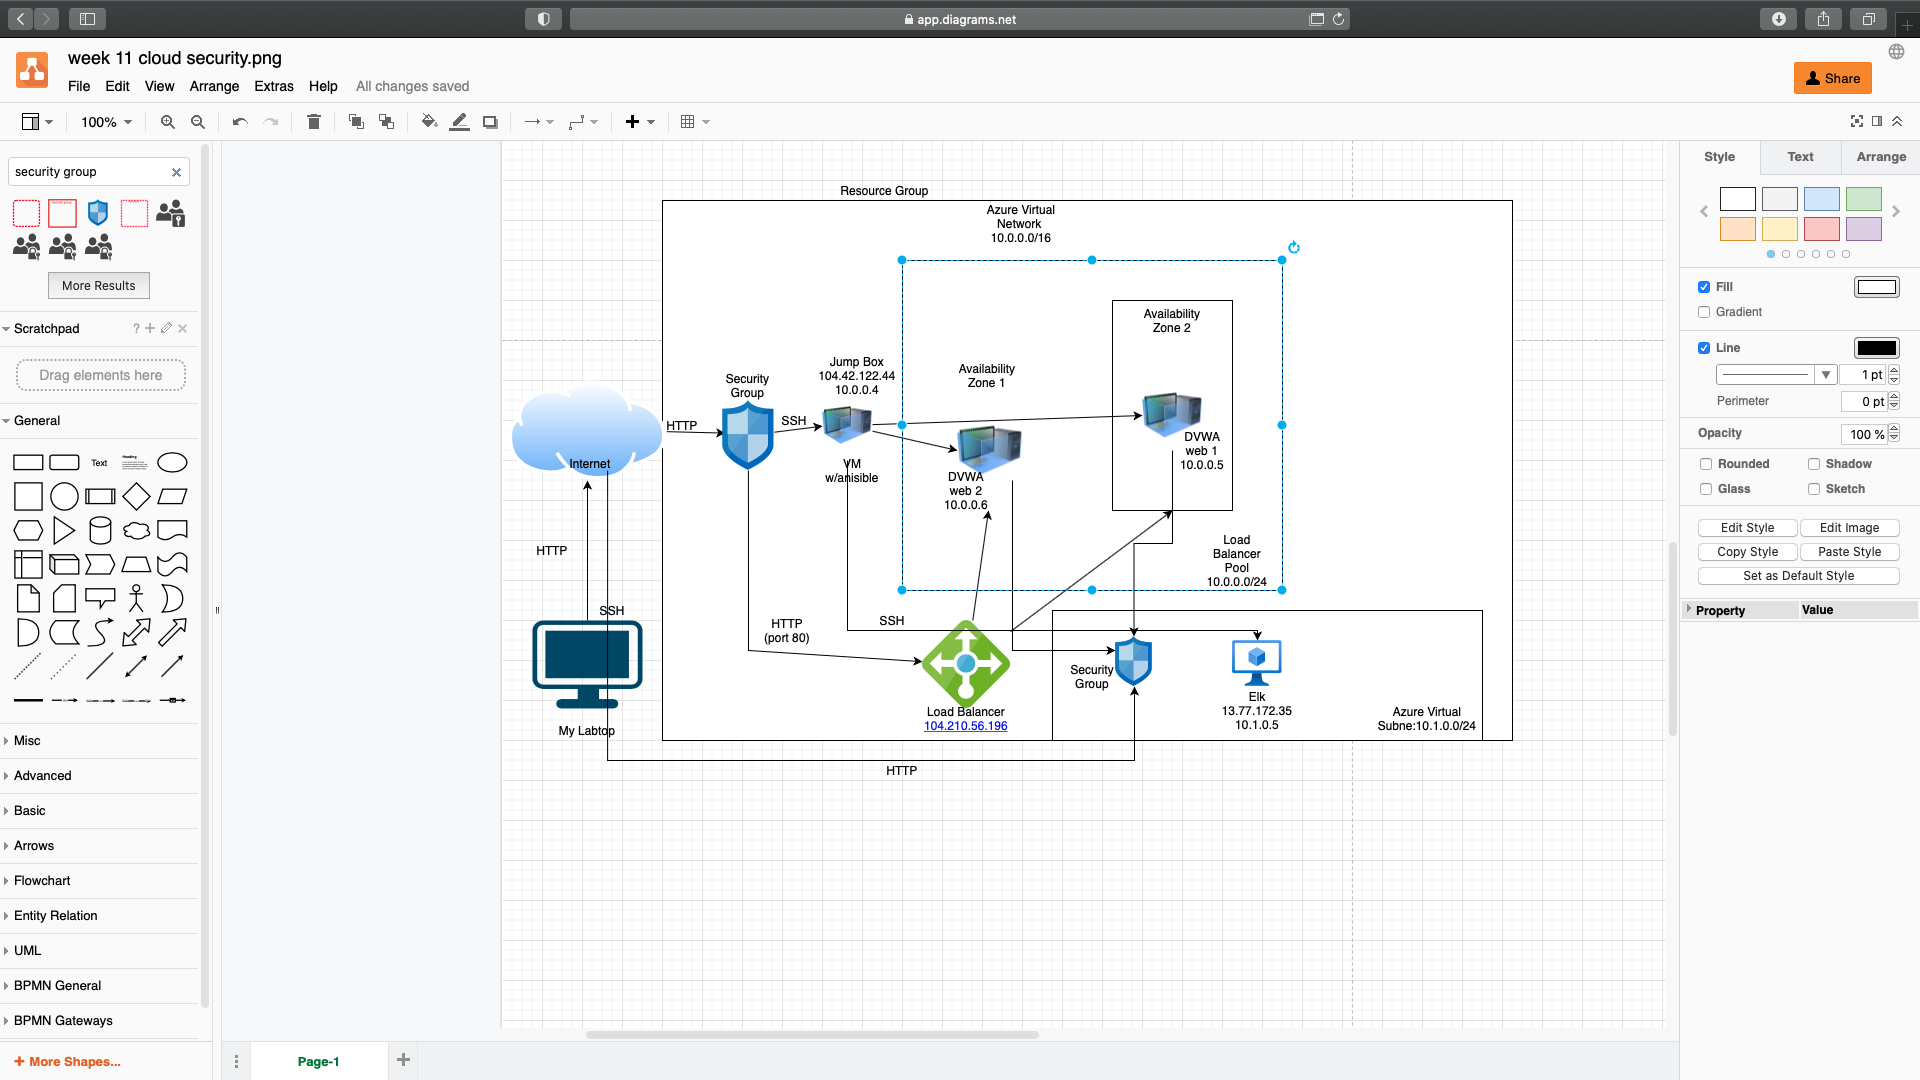 app.diagrams.net
week 11 cloud security.png
File Edit View Arrange Extras Help All changes saved
Share
100%
security group
More Results
Scratchpad
?
Drag elements here
General
Text
Heading
Misc
Advanced
Basic
Arrows
Flowchart
Entity Relation
UML
BPMN General
BPMN Gateways
+ More Shapes...
Page-1
Resource Group
Azure Virtual
Network
10.0.0.0/16
Availability
Zone 2
Jump Box
104.42.122.44
10.0.0.4
Availability
Zone 1
Security
Group
HTTP
SSH
Internet
VM
w/anisible
DVWA
web 2
10.0.0.6
DVWA
web 1
10.0.0.5
HTTP
Load
Balancer
Pool
10.0.0.0/24
SSH
HTTP
(port 80)
SSH
Security
Group
Elk
13.77.172.35
10.1.0.5
Azure Virtual
Subne:10.1.0.0/24
Load Balancer
104.210.56.196
My Labtop
HTTP
Style Text Arrange
Fill
Gradient
Line
1 pt
Perimeter 0 pt
Opacity 100 %
Rounded Shadow
Glass Sketch
Edit Style Edit Image
Copy Style Paste Style
Set as Default Style
Property Value